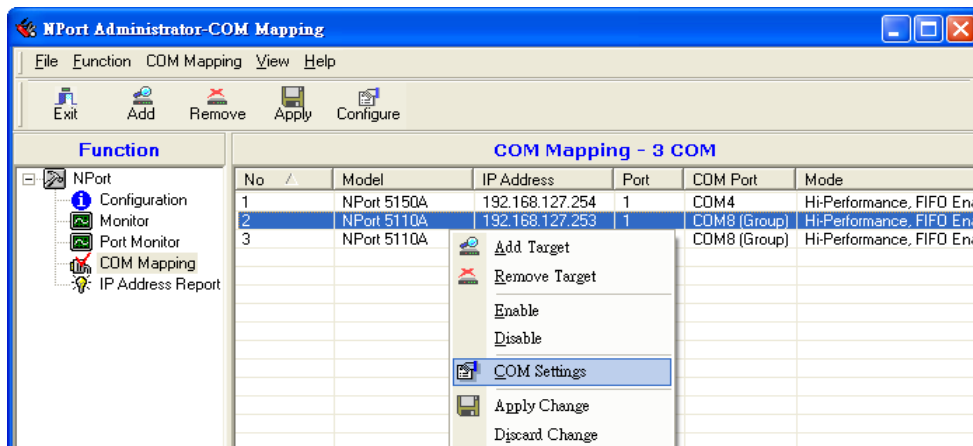 NPort Administrator-COM Mapping
File Function COM Mapping View Help
Exit Add Remove Apply Configure
Function
COM Mapping - 3 COM
NPort
Configuration
Monitor
Port Monitor
COM Mapping
IP Address Report
No Model IP Address Port COM Port Mode
1 NPort 5150A 192.168.127.254 1 COM4 Hi-Performance, FIFO Ena
2 NPort 5110A 192.168.127.253 1 COM8 (Group) Hi-Performance, FIFO Ena
3 NPort 5110A COM8 (Group) Hi-Performance, FIFO Ena
Add Target
Remove Target
Enable
Disable
COM Settings
Apply Change
Discard Change